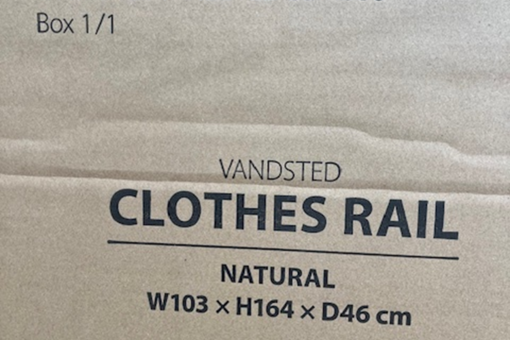 Box 1/1
VANDSTED
CLOTHES RAIL
NATURAL
W103 × H164 × D46 cm